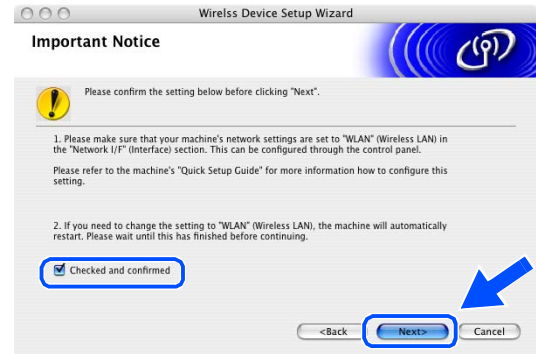 Wirelss Device Setup Wizard
Important Notice
Please confirm the setting below before clicking "Next".
1. Please make sure that your machine's network settings are set to "WLAN" (Wireless LAN) in
the "Network I/F" (Interface) section. This can be configured through the control panel.
Please refer to the machine's "Quick Setup Guide" for more information how to configure this
setting.
2. If you need to change the setting to "WLAN" (Wireless LAN), the machine will automatically
restart. Please wait until this has finished before continuing.
Checked and confirmed
<Back Next> Cancel